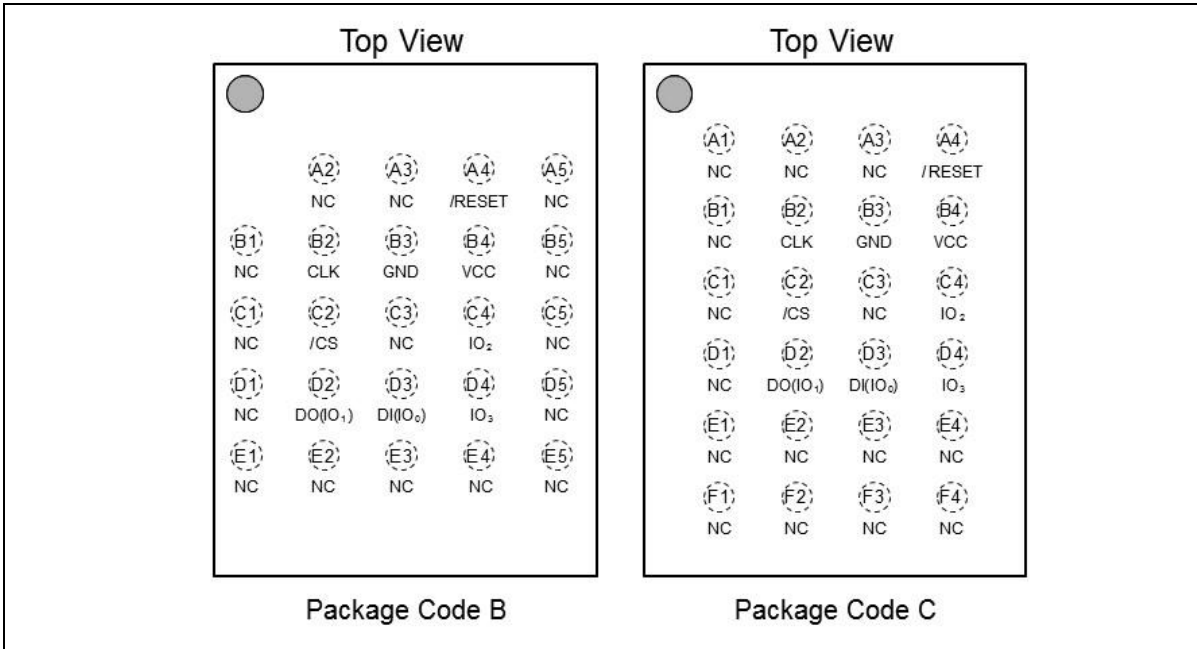 Top View
A2 A3 A4 A5
NC NC /RESET NC
B1 B2 B3 B4 B5
NC CLK GND VCC NC
C1 C2 C3 C4 C5
NC /CS NC IO₂ NC
D1 D2 D3 D4 D5
NC DO(IO₁) DI(IO₀) IO₃ NC
E1 E2 E3 E4 E5
NC NC NC NC NC
Package Code B
Top View
A1 A2 A3 A4
NC NC NC /RESET
B1 B2 B3 B4
NC CLK GND VCC
C1 C2 C3 C4
NC /CS NC IO₂
D1 D2 D3 D4
NC DO(IO₁) DI(IO₀) IO₃
E1 E2 E3 E4
NC NC NC NC
F1 F2 F3 F4
NC NC NC NC
Package Code C